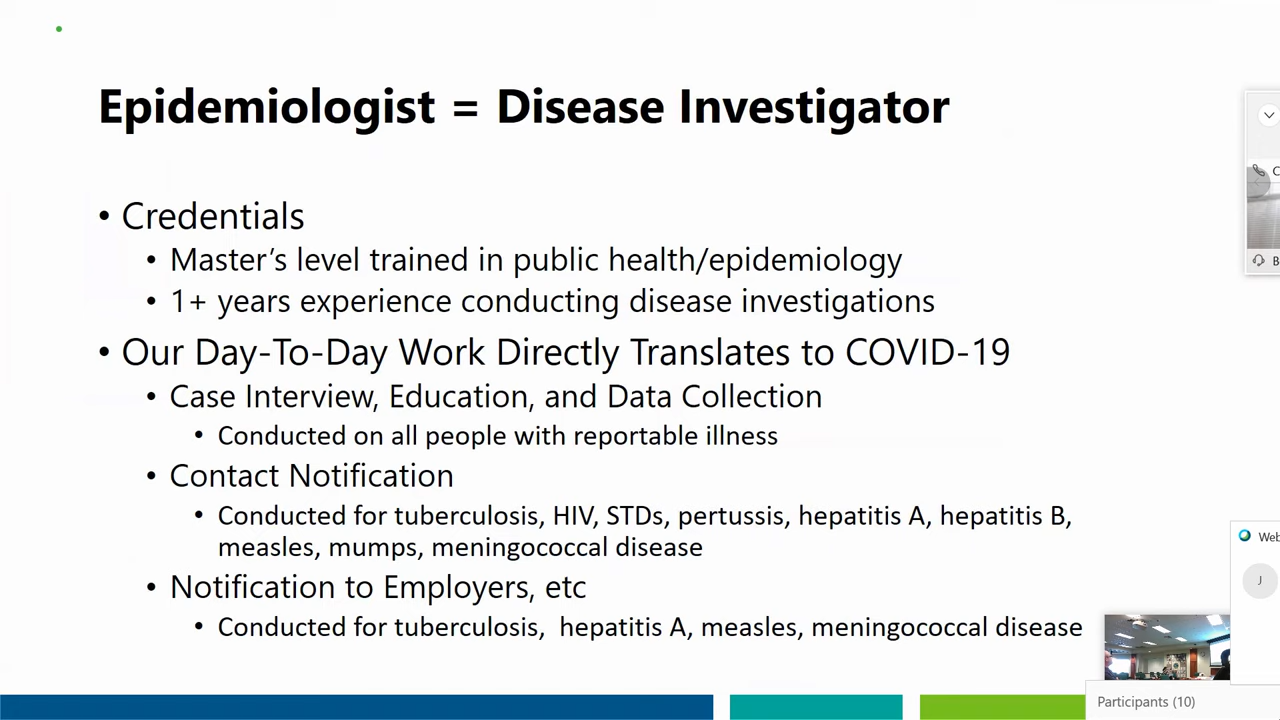 Epidemiologist = Disease Investigator
• Credentials
• Master's level trained in public health/epidemiology
• 1+ years experience conducting disease investigations
• Our Day-To-Day Work Directly Translates to COVID-19
• Case Interview, Education, and Data Collection
• Conducted on all people with reportable illness
• Contact Notification
• Conducted for tuberculosis, HIV, STDs, pertussis, hepatitis A, hepatitis B,
measles, mumps, meningococcal disease
• Notification to Employers, etc
• Conducted for tuberculosis,  hepatitis A, measles, meningococcal disease
C
B
Web
J
Participants (10)